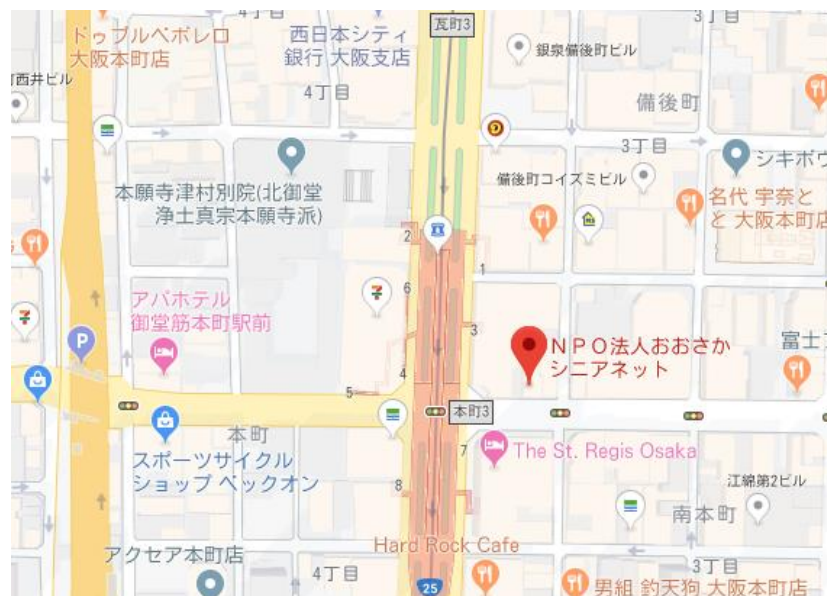 瓦町3
ドゥブルベボレロ
大阪本町店
西日本シティ
銀行 大阪支店
4丁目
銀泉備後町ビル
町西井ビル
備後町
3丁目
シキボウ
備後町コイズミビル
本願寺津村別院(北御堂
浄土真宗本願寺派)
名代 宇奈と
と 大阪本町店
2
1
6
アパホテル
御堂筋本町駅前
3
NPO法人おおさか
シニアネット
富士フ
P
4
5
本町3
本町
スポーツサイクル
ショップ ベックオン
7
The St. Regis Osaka
8
江綿第2ビル
南本町
アクセア本町店
Hard Rock Cafe
4丁目
25
3丁目
男組 釣天狗 大阪本町店